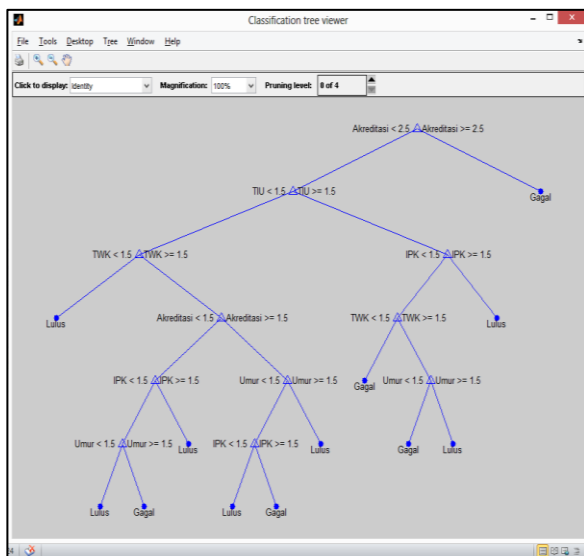 Classification tree viewer
File Tools Desktop Tree Window Help
Click to display: Identity Magnification: 100% Pruning level: 0 of 4
Akreditasi < 2.5 Akreditasi >= 2.5
TIU < 1.5 TIU >= 1.5
Gagal
TWK < 1.5 TWK >= 1.5 IPK < 1.5 IPK >= 1.5
Lulus Akreditasi < 1.5 Akreditasi >= 1.5 TWK < 1.5 TWK >= 1.5 Lulus
IPK < 1.5 IPK >= 1.5 Umur < 1.5 Umur >= 1.5 Gagal Umur < 1.5 Umur >= 1.5
Umur < 1.5 Umur >= 1.5 Lulus IPK < 1.5 IPK >= 1.5 Lulus Gagal Lulus
Lulus Gagal Lulus Gagal